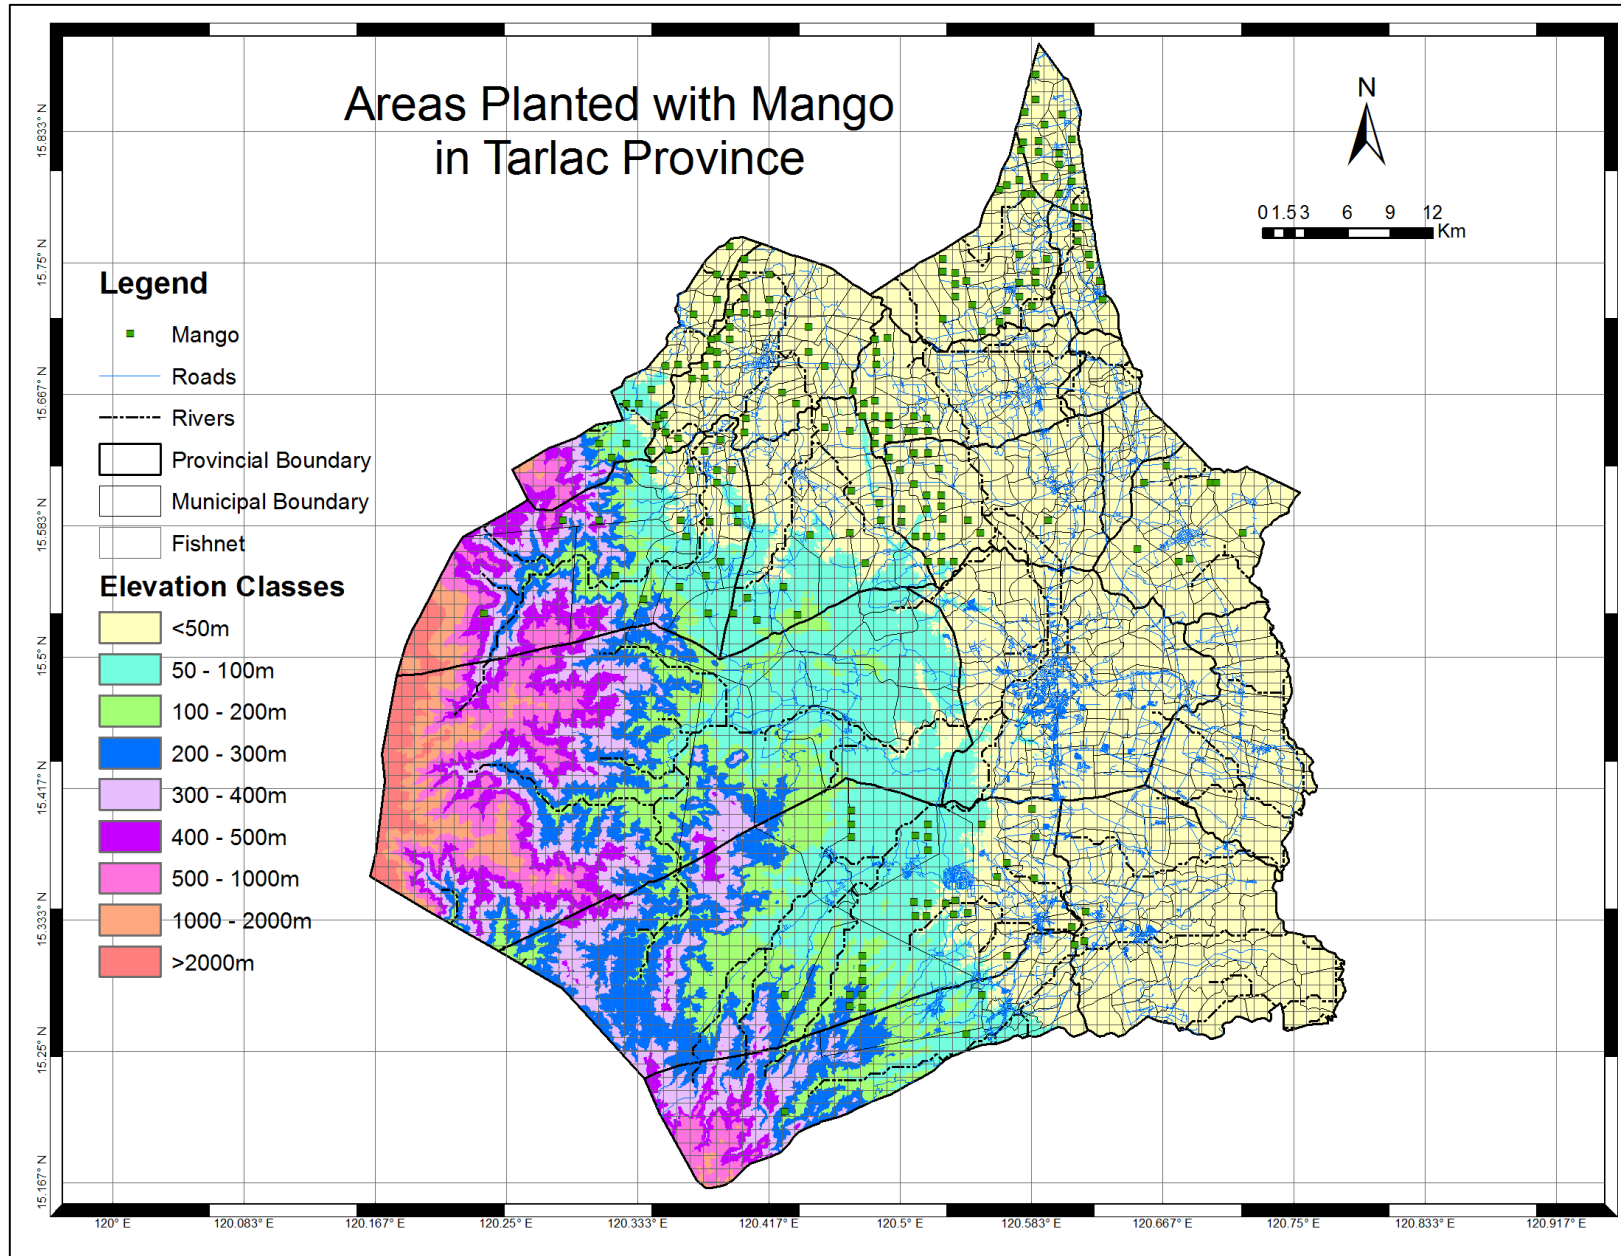 Areas Planted with Mango
in Tarlac Province
N
0 1.5 3 6 9 12
Km
Legend
Mango
Roads
Rivers
Provincial Boundary
Municipal Boundary
Fishnet
Elevation Classes
<50m
50 - 100m
100 - 200m
200 - 300m
300 - 400m
400 - 500m
500 - 1000m
1000 - 2000m
>2000m
15.833° N
15.75° N
15.667° N
15.583° N
15.5° N
15.417° N
15.333° N
15.25° N
15.167° N
120° E 120.083° E 120.167° E 120.25° E 120.333° E 120.417° E 120.5° E 120.583° E 120.667° E 120.75° E 120.833° E 120.917° E